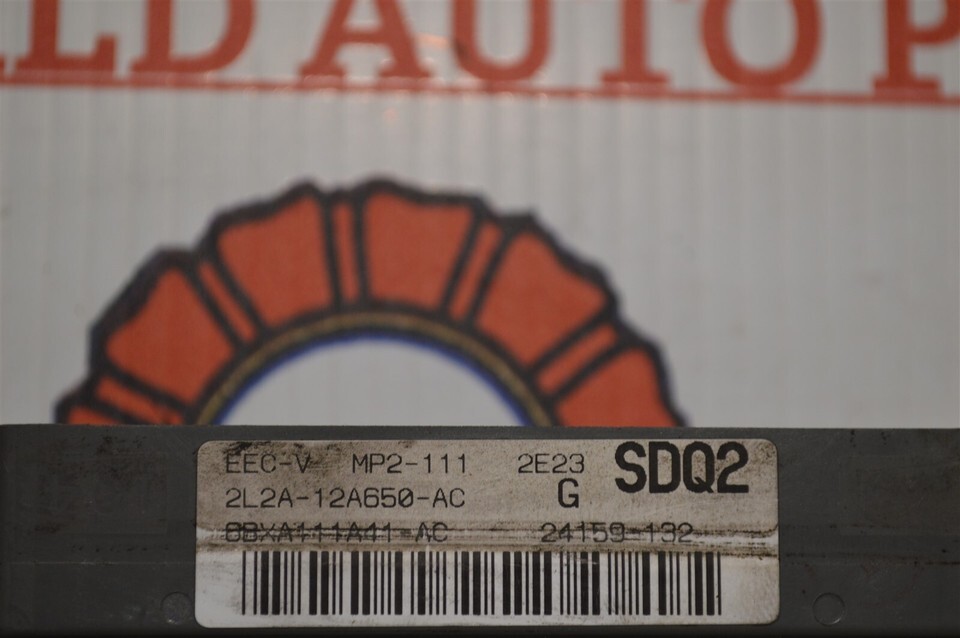 LD AUTO P
EEC-V MP2-111 2E23 SDQ2
2L2A-12A650-AC G
8BXA111A41-AC 24159-132